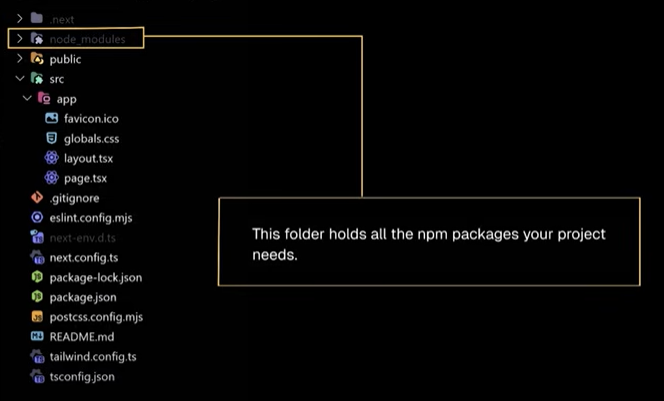 .next
node_modules
public
src
app
favicon.ico
globals.css
layout.tsx
page.tsx
.gitignore
eslint.config.mjs
next-env.d.ts
next.config.ts
package-lock.json
package.json
postcss.config.mjs
README.md
tailwind.config.ts
tsconfig.json
This folder holds all the npm packages your project
needs.